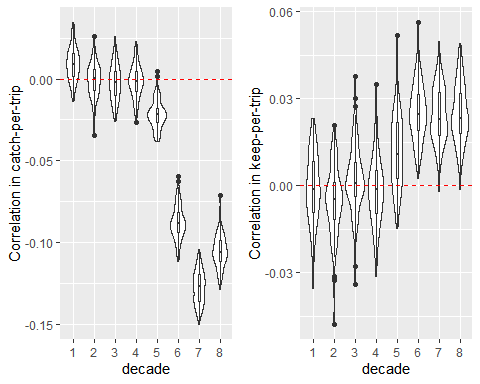 Correlation in catch-per-trip
0.00
-0.05
-0.10
-0.15
1 2 3 4 5 6 7 8
decade
Correlation in keep-per-trip
0.06
0.03
0.00
-0.03
1 2 3 4 5 6 7 8
decade